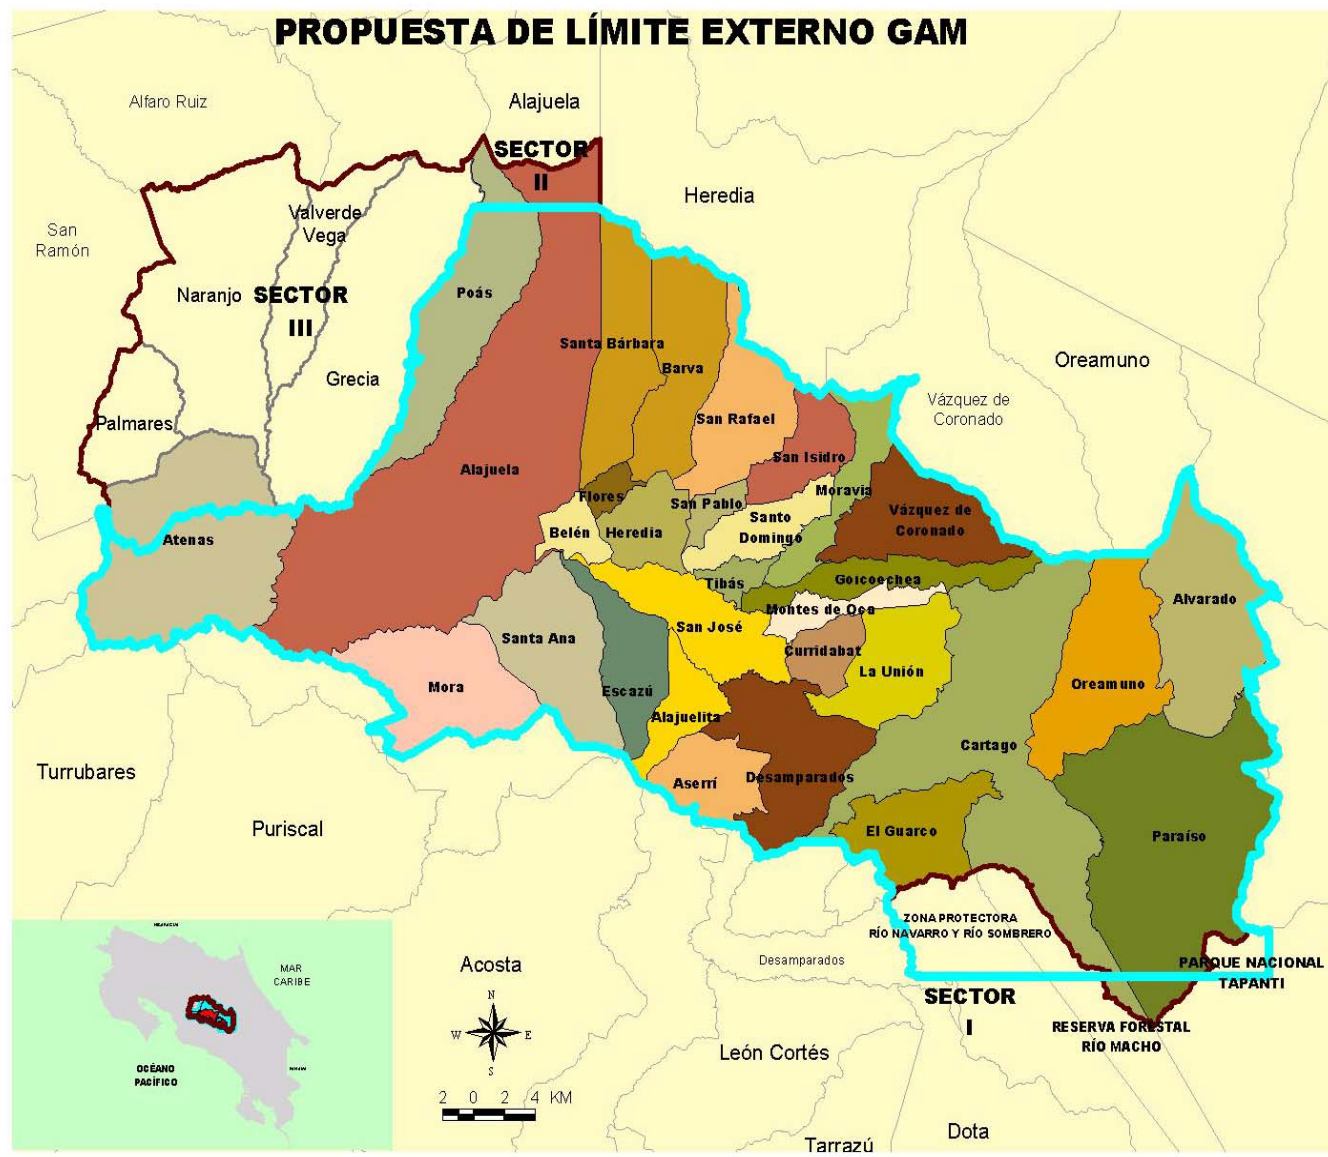 PROPUESTA DE LÍMITE EXTERNO GAM
Alfaro Ruiz
Alajuela
SECTOR
II
Heredia
San
Ramón
Valverde
Vega
Naranjo
SECTOR
III
Poás
Grecia
Palmares
Santa Bárbara
Barva
Oreamuno
Vázquez de
Coronado
San Rafael
San Isidro
Alajuela
Moravia
Flores
San Pablo
Vázquez de
Coronado
Santo
Domingo
Belén
Heredia
Atenas
Tibás
Goicoechea
Alvarado
Montes de Oca
San José
Santa Ana
Curridabat
La Unión
Mora
Escazú
Oreamuno
Alajuelita
Cartago
Turrubares
Aserrí
Desamparados
Puriscal
El Guarco
Paraíso
ZONA PROTECTORA
RÍO NAVARRO Y RÍO SOMBRERO
Desamparados
PARQUE NACIONAL
TAPANTI
Acosta
SECTOR
I
RESERVA FORESTAL
RÍO MACHO
León Cortés
Dota
Tarrazú
N
W E
S
2 0 2 4 KM
MAR
CARIBE
OCÉANO
PACÍFICO